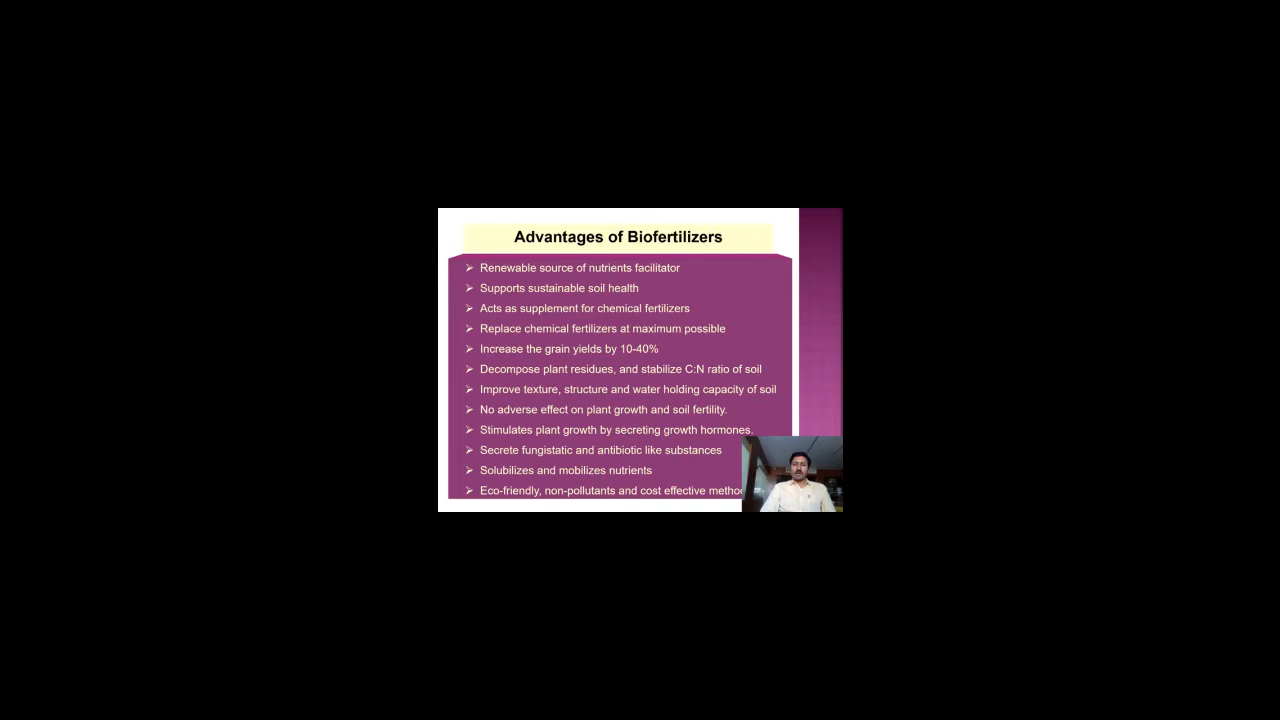 Advantages of Biofertilizers
➢ Renewable source of nutrients facilitator
➢ Supports sustainable soil health
➢ Acts as supplement for chemical fertilizers
➢ Replace chemical fertilizers at maximum possible
➢ Increase the grain yields by 10-40%
➢ Decompose plant residues, and stabilize C:N ratio of soil
➢ Improve texture, structure and water holding capacity of soil
➢ No adverse effect on plant growth and soil fertility.
➢ Stimulates plant growth by secreting growth hormones.
➢ Secrete fungistatic and antibiotic like substances
➢ Solubilizes and mobilizes nutrients
➢ Eco-friendly, non-pollutants and cost effective